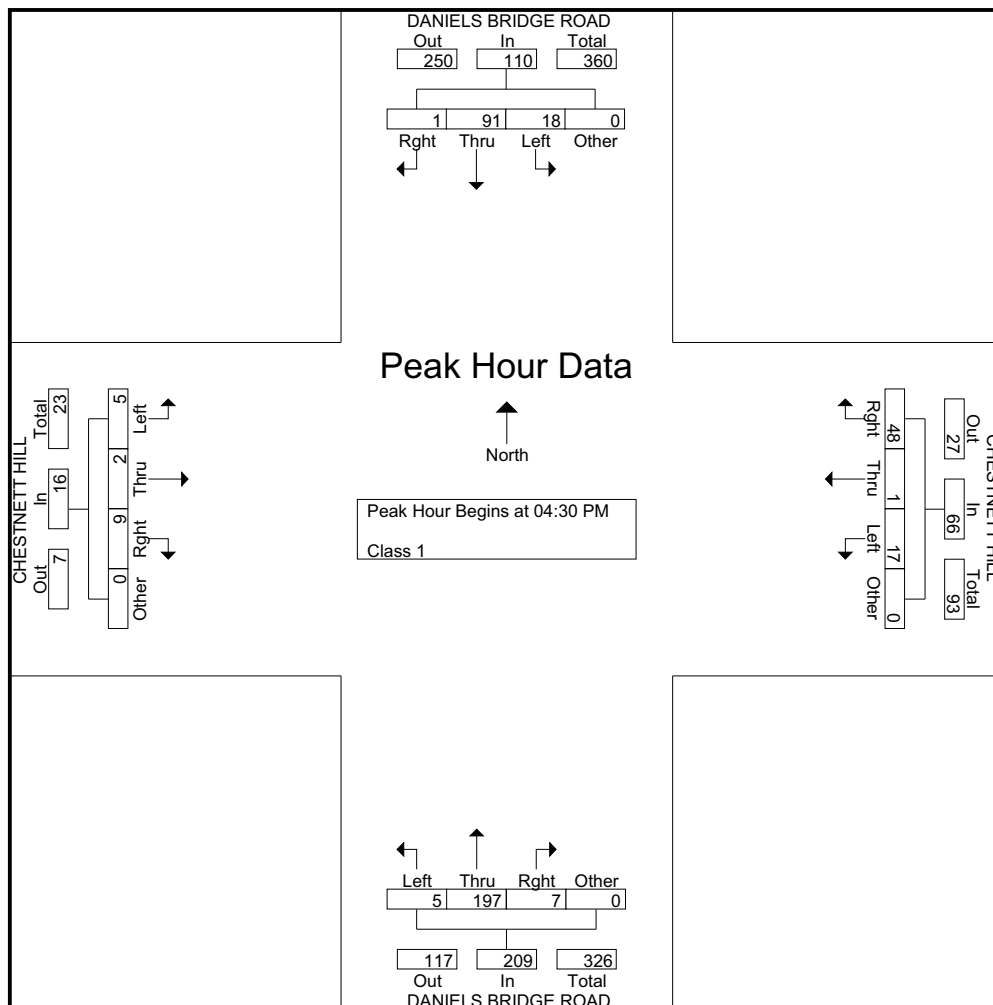 DANIELS BRIDGE ROAD
Out In Total
250 110 360
1 91 18 0
Rght Thru Left Other
Peak Hour Data
North
Peak Hour Begins at 04:30 PM
Class 1
CHESTNETT HILL
Total In Out
23 16 7
5 2 9 0
Left Thru Rght Other
Rght Thru Left Other
48 1 17 0
27 66 93
Out In Total
CHESTNETT HILL
Left Thru Rght Other
5 197 7 0
117 209 326
Out In Total
DANIELS BRIDGE ROAD